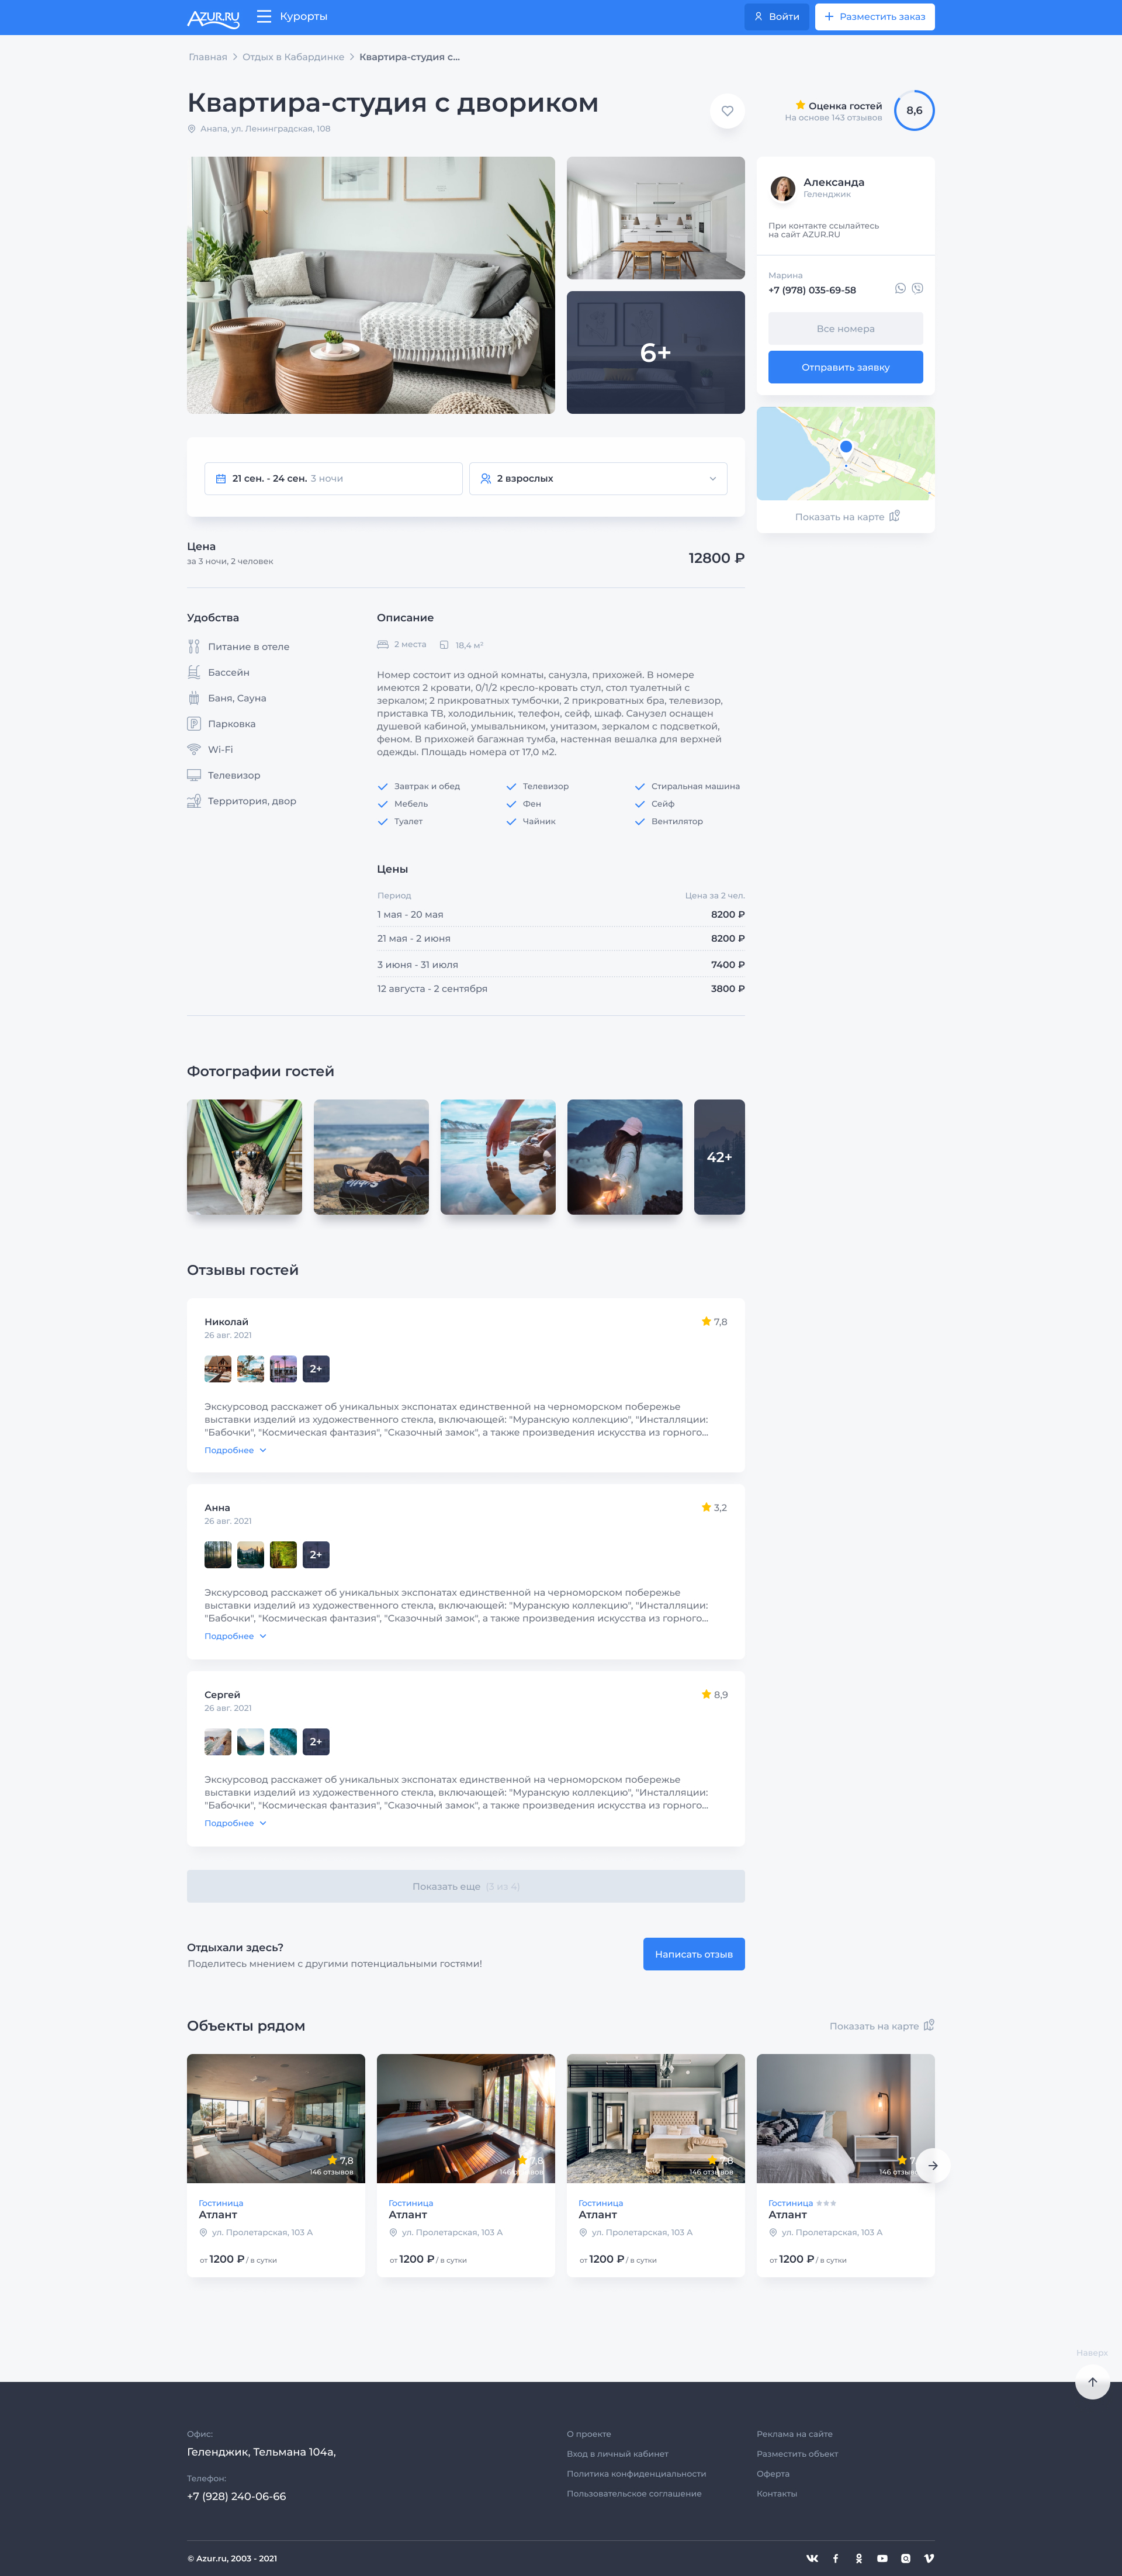 AZUR.RU
Курорты
Войти
Разместить заказ
Главная
Отдых в Кабардинке
Квартира-студия с...
Квартира-студия с двориком
Анапа, ул. Ленинградская, 108
Оценка гостей
На основе 143 отзывов
8,6
6+
Александа
Геленджик
При контакте ссылайтесь
на сайт AZUR.RU
Марина
+7 (978) 035-69-58
Все номера
Отправить заявку
Показать на карте
21 сен. - 24 сен. 3 ночи
2 взрослых
Цена
за 3 ночи, 2 человек
12800 ₽
Удобства
Питание в отеле
Бассейн
Баня, Сауна
Парковка
Wi-Fi
Телевизор
Территория, двор
Описание
2 места
18,4 м²
Номер состоит из одной комнаты, санузла, прихожей. В номере
имеются 2 кровати, 0/1/2 кресло-кровать стул, стол туалетный с
зеркалом; 2 прикроватных тумбочки, 2 прикроватных бра, телевизор,
приставка ТВ, холодильник, телефон, сейф, шкаф. Санузел оснащен
душевой кабиной, умывальником, унитазом, зеркалом с подсветкой,
феном. В прихожей багажная тумба, настенная вешалка для верхней
одежды. Площадь номера от 17,0 м2.
Завтрак и обед
Телевизор
Стиральная машина
Мебель
Фен
Сейф
Туалет
Чайник
Вентилятор
Цены
Период
Цена за 2 чел.
1 мая - 20 мая
8200 ₽
21 мая - 2 июня
8200 ₽
3 июня - 31 июля
7400 ₽
12 августа - 2 сентября
3800 ₽
Фотографии гостей
42+
Отзывы гостей
Николай
7,8
26 авг. 2021
2+
Экскурсовод расскажет об уникальных экспонатах единственной на черноморском побережье
выставки изделий из художественного стекла, включающей: "Муранскую коллекцию", "Инсталляции:
"Бабочки", "Космическая фантазия", "Сказочный замок", а также произведения искусства из горного...
Подробнее
Анна
3,2
26 авг. 2021
2+
Экскурсовод расскажет об уникальных экспонатах единственной на черноморском побережье
выставки изделий из художественного стекла, включающей: "Муранскую коллекцию", "Инсталляции:
"Бабочки", "Космическая фантазия", "Сказочный замок", а также произведения искусства из горного...
Подробнее
Сергей
8,9
26 авг. 2021
2+
Экскурсовод расскажет об уникальных экспонатах единственной на черноморском побережье
выставки изделий из художественного стекла, включающей: "Муранскую коллекцию", "Инсталляции:
"Бабочки", "Космическая фантазия", "Сказочный замок", а также произведения искусства из горного...
Подробнее
Показать еще (3 из 4)
Отдыхали здесь?
Поделитесь мнением с другими потенциальными гостями!
Написать отзыв
Объекты рядом
Показать на карте
7,8
146 отзывов
Гостиница
Атлант
ул. Пролетарская, 103 А
от 1200 ₽ / в сутки
7,8
146 отзывов
Гостиница
Атлант
ул. Пролетарская, 103 А
от 1200 ₽ / в сутки
7,8
146 отзывов
Гостиница
Атлант
ул. Пролетарская, 103 А
от 1200 ₽ / в сутки
146
Гостиница
Атлант
ул. Пролетарская, 103 А
от 1200 ₽ / в сутки
Наверх
Офис:
Геленджик, Тельмана 104а,
Телефон:
+7 (928) 240-06-66
О проекте
Вход в личный кабинет
Политика конфиденциальности
Пользовательское соглашение
Реклама на сайте
Разместить объект
Оферта
Контакты
© Azur.ru, 2003 - 2021